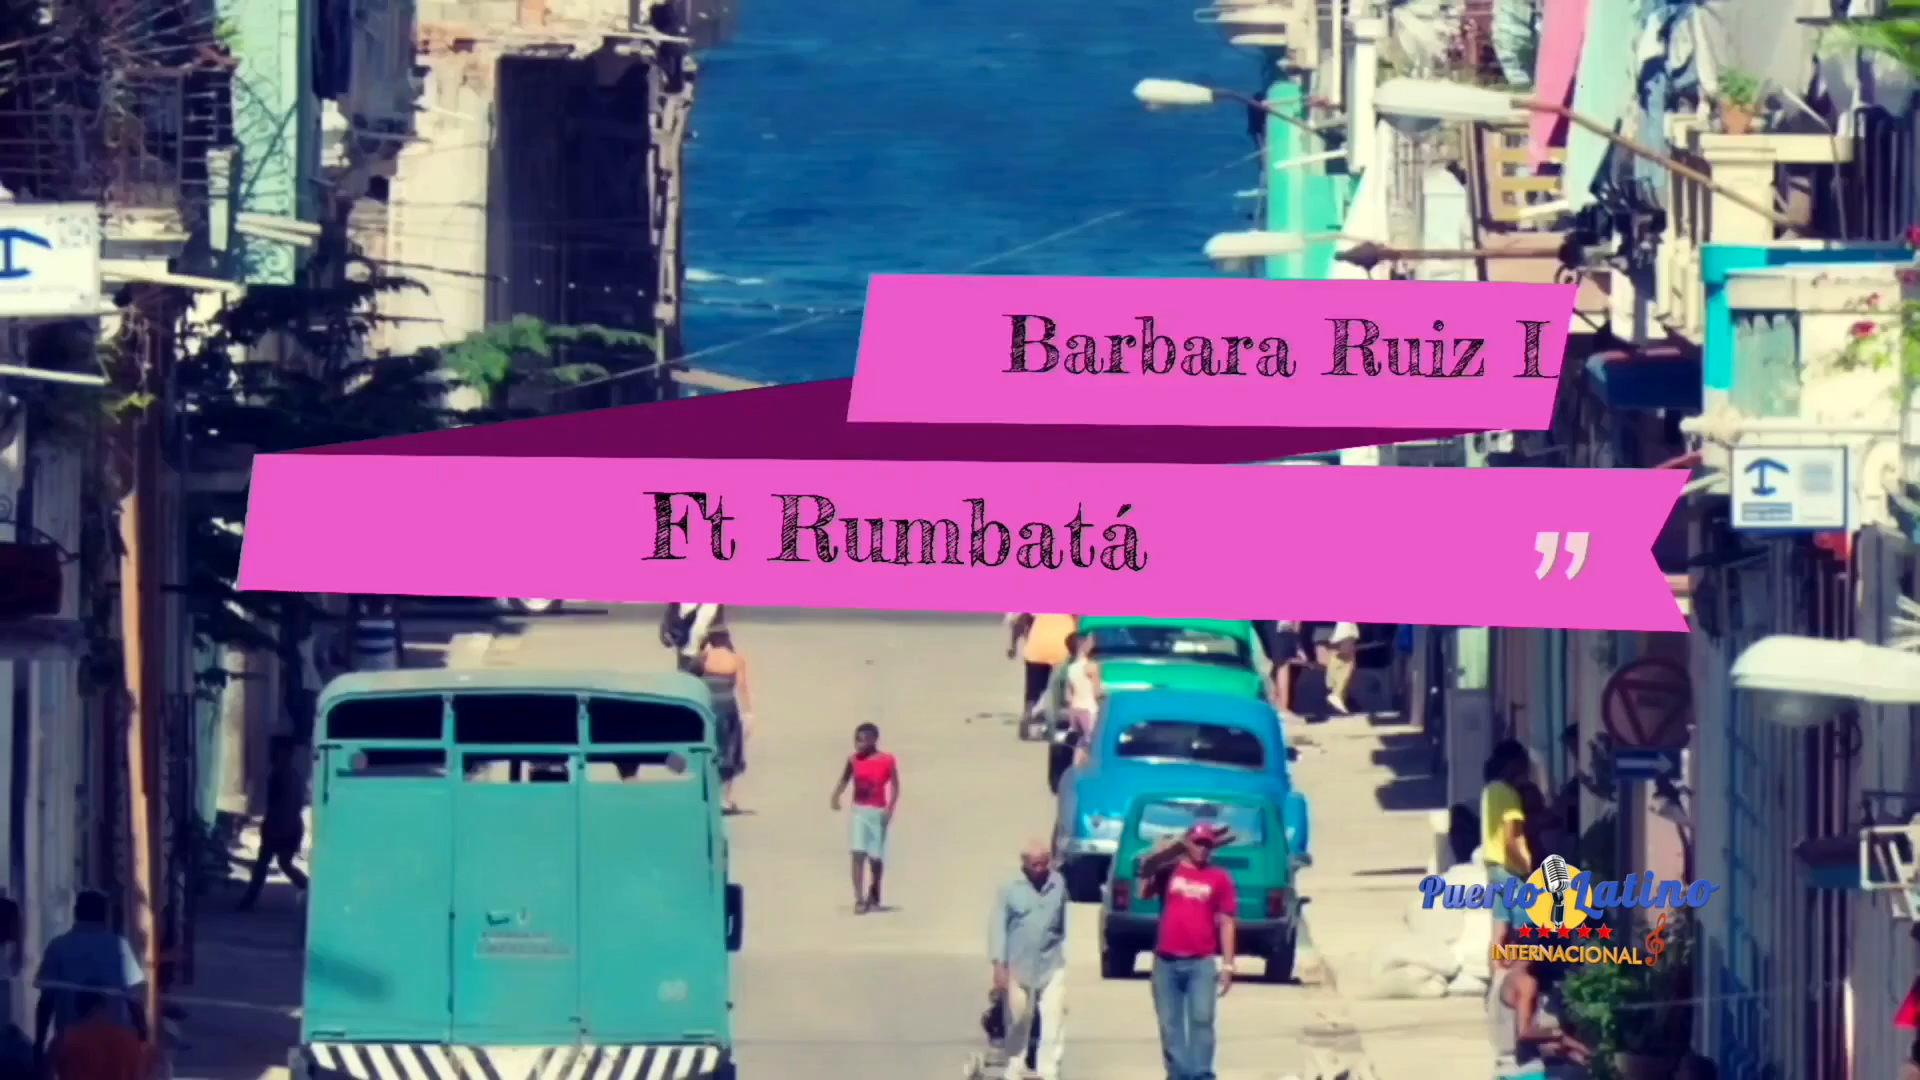 Barbara Ruiz L
Ft Rumbatá
”
Puerto Latino
INTERNACIONAL